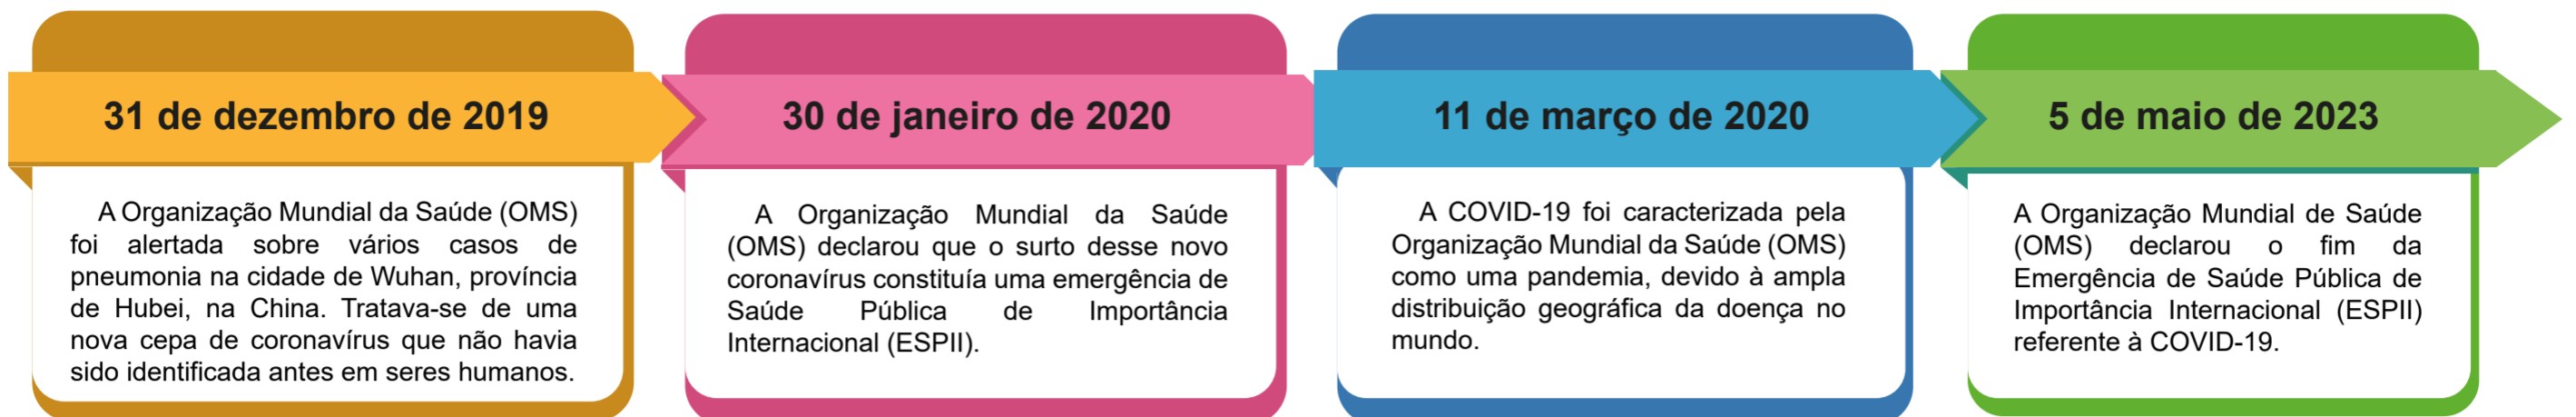 31 de dezembro de 2019
A Organização Mundial da Saúde (OMS)
foi alertada sobre vários casos de
pneumonia na cidade de Wuhan, província
de Hubei, na China. Tratava-se de uma
nova cepa de coronavírus que não havia
sido identificada antes em seres humanos.
30 de janeiro de 2020
A Organização Mundial da Saúde
(OMS) declarou que o surto desse novo
coronavírus constituía uma emergência de
Saúde Pública de Importância
Internacional (ESPII).
11 de março de 2020
A COVID-19 foi caracterizada pela
Organização Mundial da Saúde (OMS)
como uma pandemia, devido à ampla
distribuição geográfica da doença no
mundo.
5 de maio de 2023
A Organização Mundial de Saúde
(OMS) declarou o fim da
Emergência de Saúde Pública de
Importância Internacional (ESPII)
referente à COVID-19.